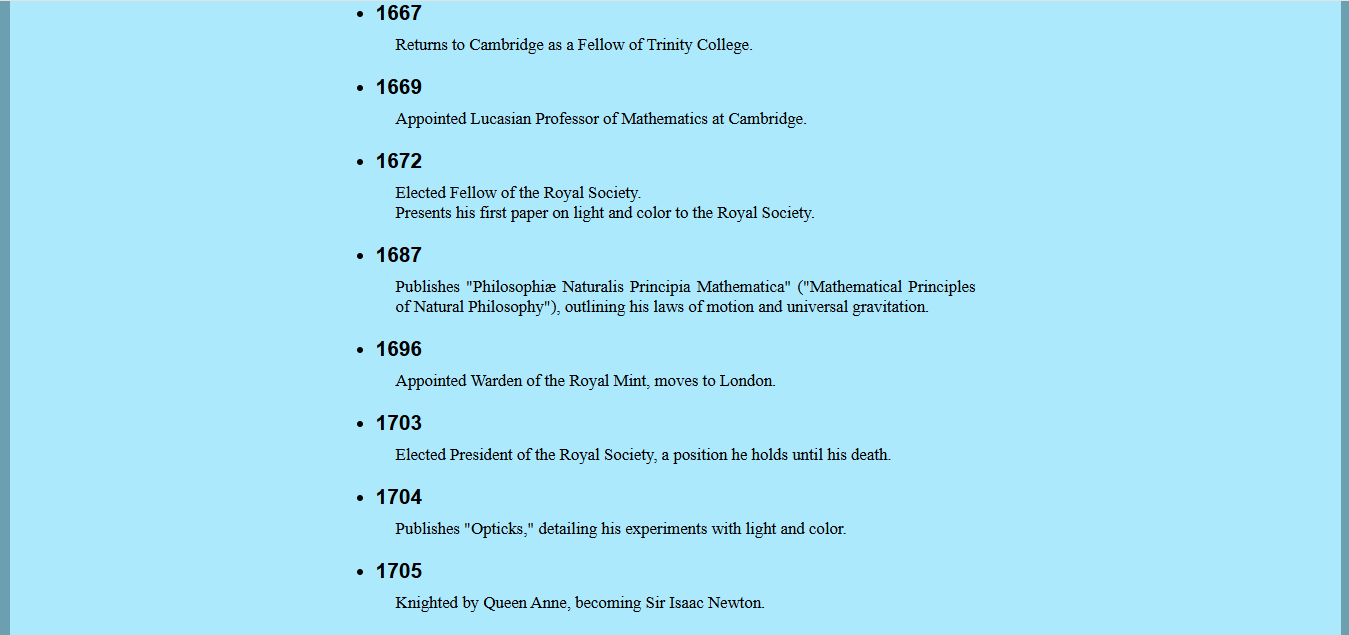 1667
Returns to Cambridge as a Fellow of Trinity College.
1669
Appointed Lucasian Professor of Mathematics at Cambridge.
1672
Elected Fellow of the Royal Society.
Presents his first paper on light and color to the Royal Society.
1687
Publishes "Philosophiæ Naturalis Principia Mathematica" ("Mathematical Principles
of Natural Philosophy"), outlining his laws of motion and universal gravitation.
1696
Appointed Warden of the Royal Mint, moves to London.
1703
Elected President of the Royal Society, a position he holds until his death.
1704
Publishes "Opticks," detailing his experiments with light and color.
1705
Knighted by Queen Anne, becoming Sir Isaac Newton.